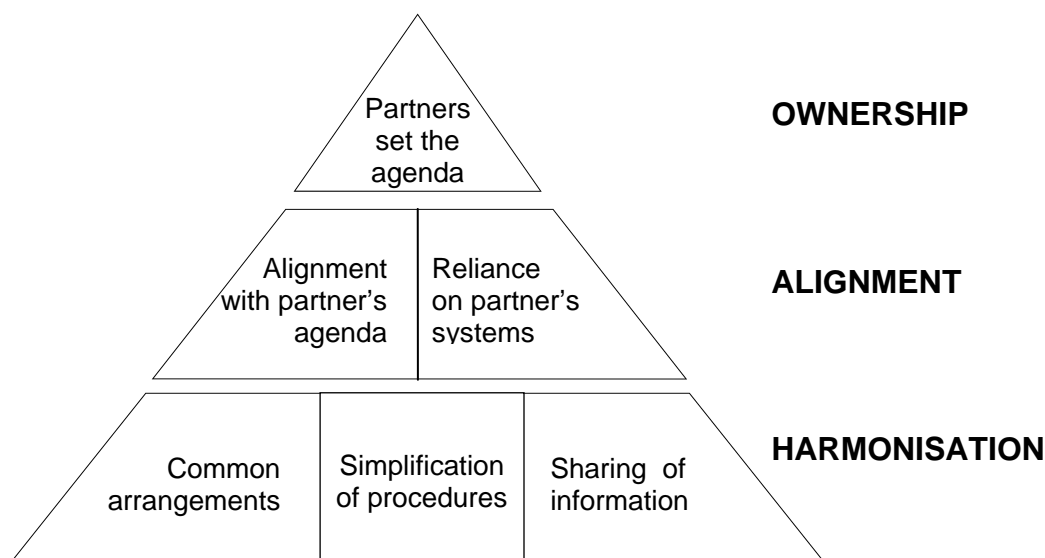 Partners
set the
agenda
OWNERSHIP
Alignment
with partner's
agenda
Reliance
on partner's
systems
ALIGNMENT
Common
arrangements
Simplification
of procedures
Sharing of
information
HARMONISATION